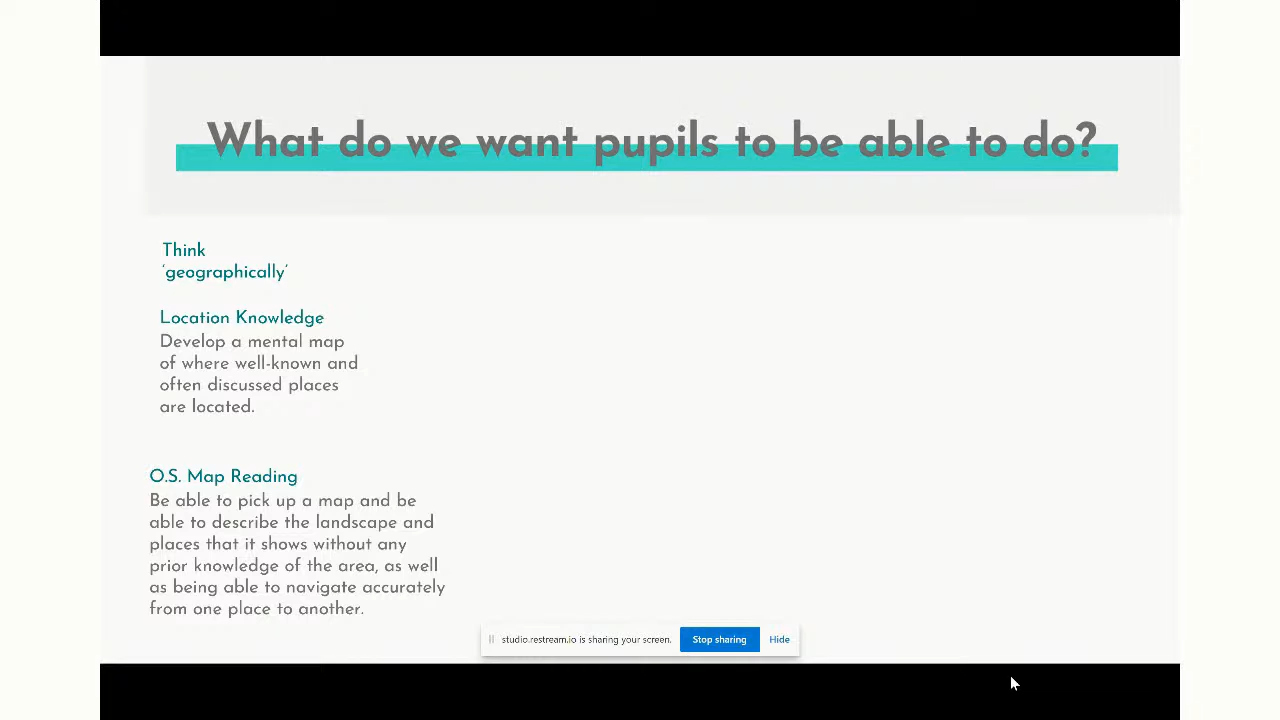 What do we want pupils to be able to do?
Think
'geographically'
Location Knowledge
Develop a mental map
of where well-known and
often discussed places
are located.
O.S. Map Reading
Be able to pick up a map and be
able to describe the landscape and
places that it shows without any
prior knowledge of the area, as well
as being able to navigate accurately
from one place to another.
studio.restream.io is sharing your screen. Stop sharing Hide